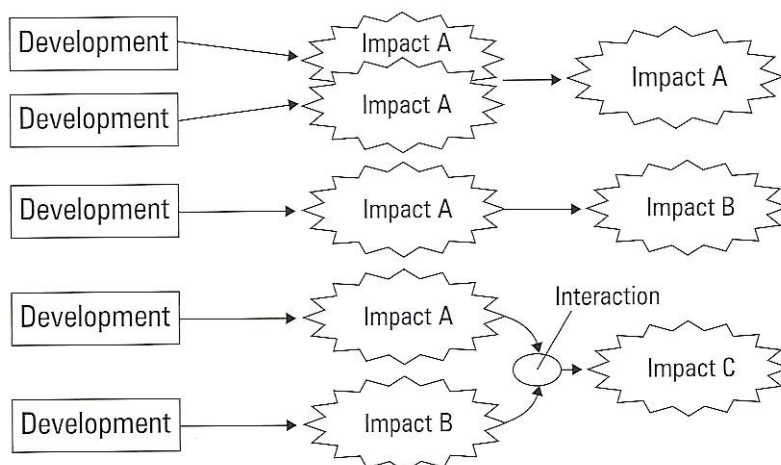 Development
Impact A
Impact A
Development
Impact A
Development
Impact A
Impact B
Development
Impact A
Interaction
Impact C
Development
Impact B